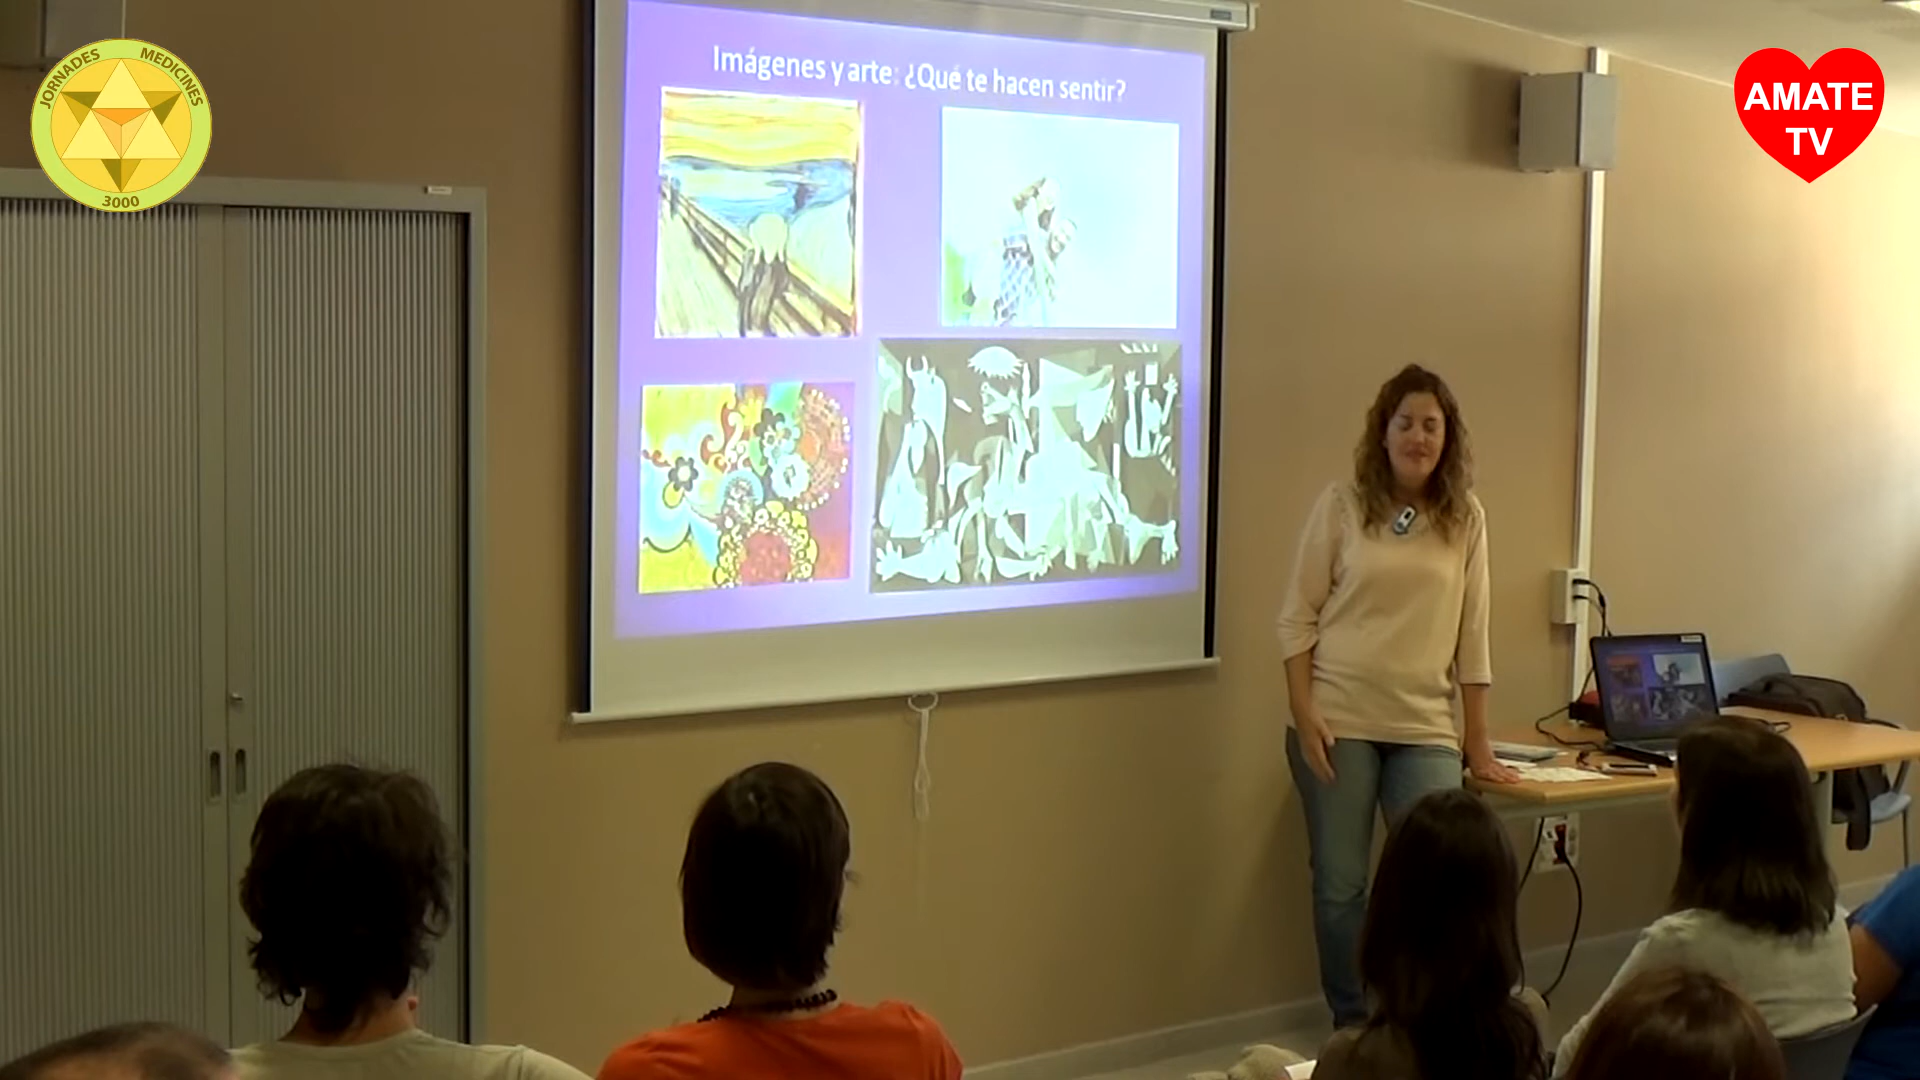 JORNADES MEDICINES
3000
Imágenes y arte: ¿Qué te hacen sentir?
AMATE
TV